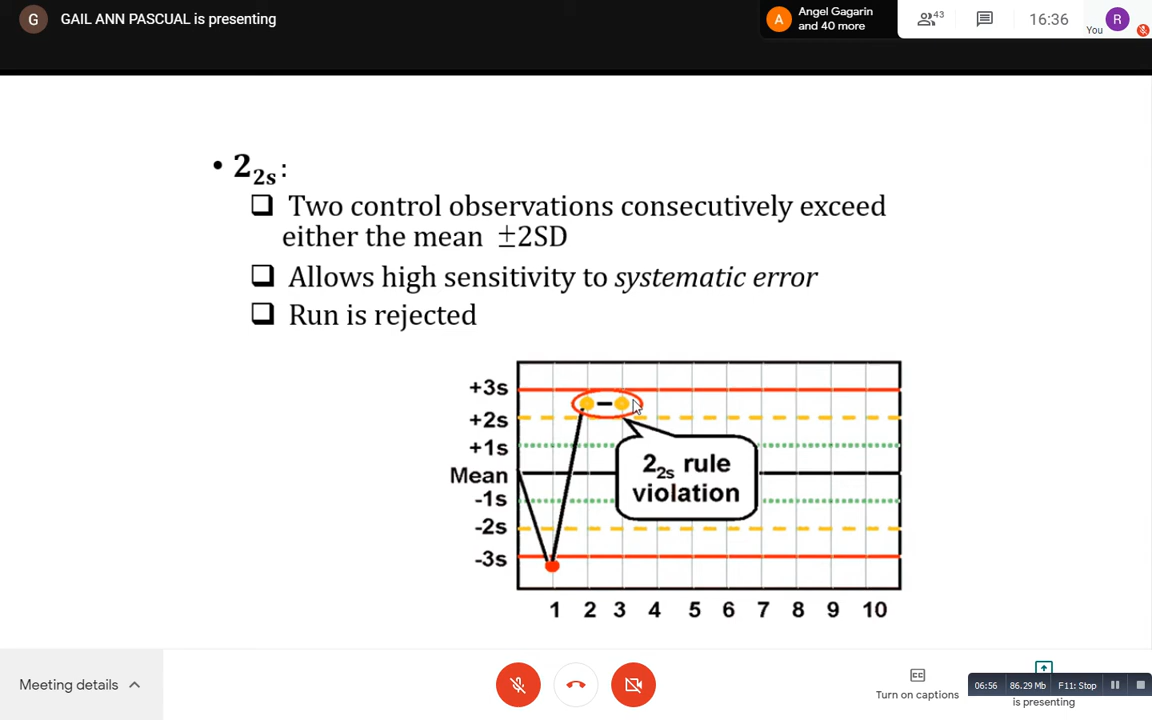 G GAIL ANN PASCUAL is presenting
A Angel Gagarin
and 40 more
43
16:36
You R
• 2₂ₛ:
❑ Two control observations consecutively exceed
either the mean ±2SD
❑ Allows high sensitivity to systematic error
❑ Run is rejected
+3s
+2s
+1s
Mean
-1s
-2s
-3s
2₂ₛ rule
violation
1 2 3 4 5 6 7 8 9 10
Meeting details
CC
Turn on captions
06:56 86.29 Mb F11: Stop
is presenting